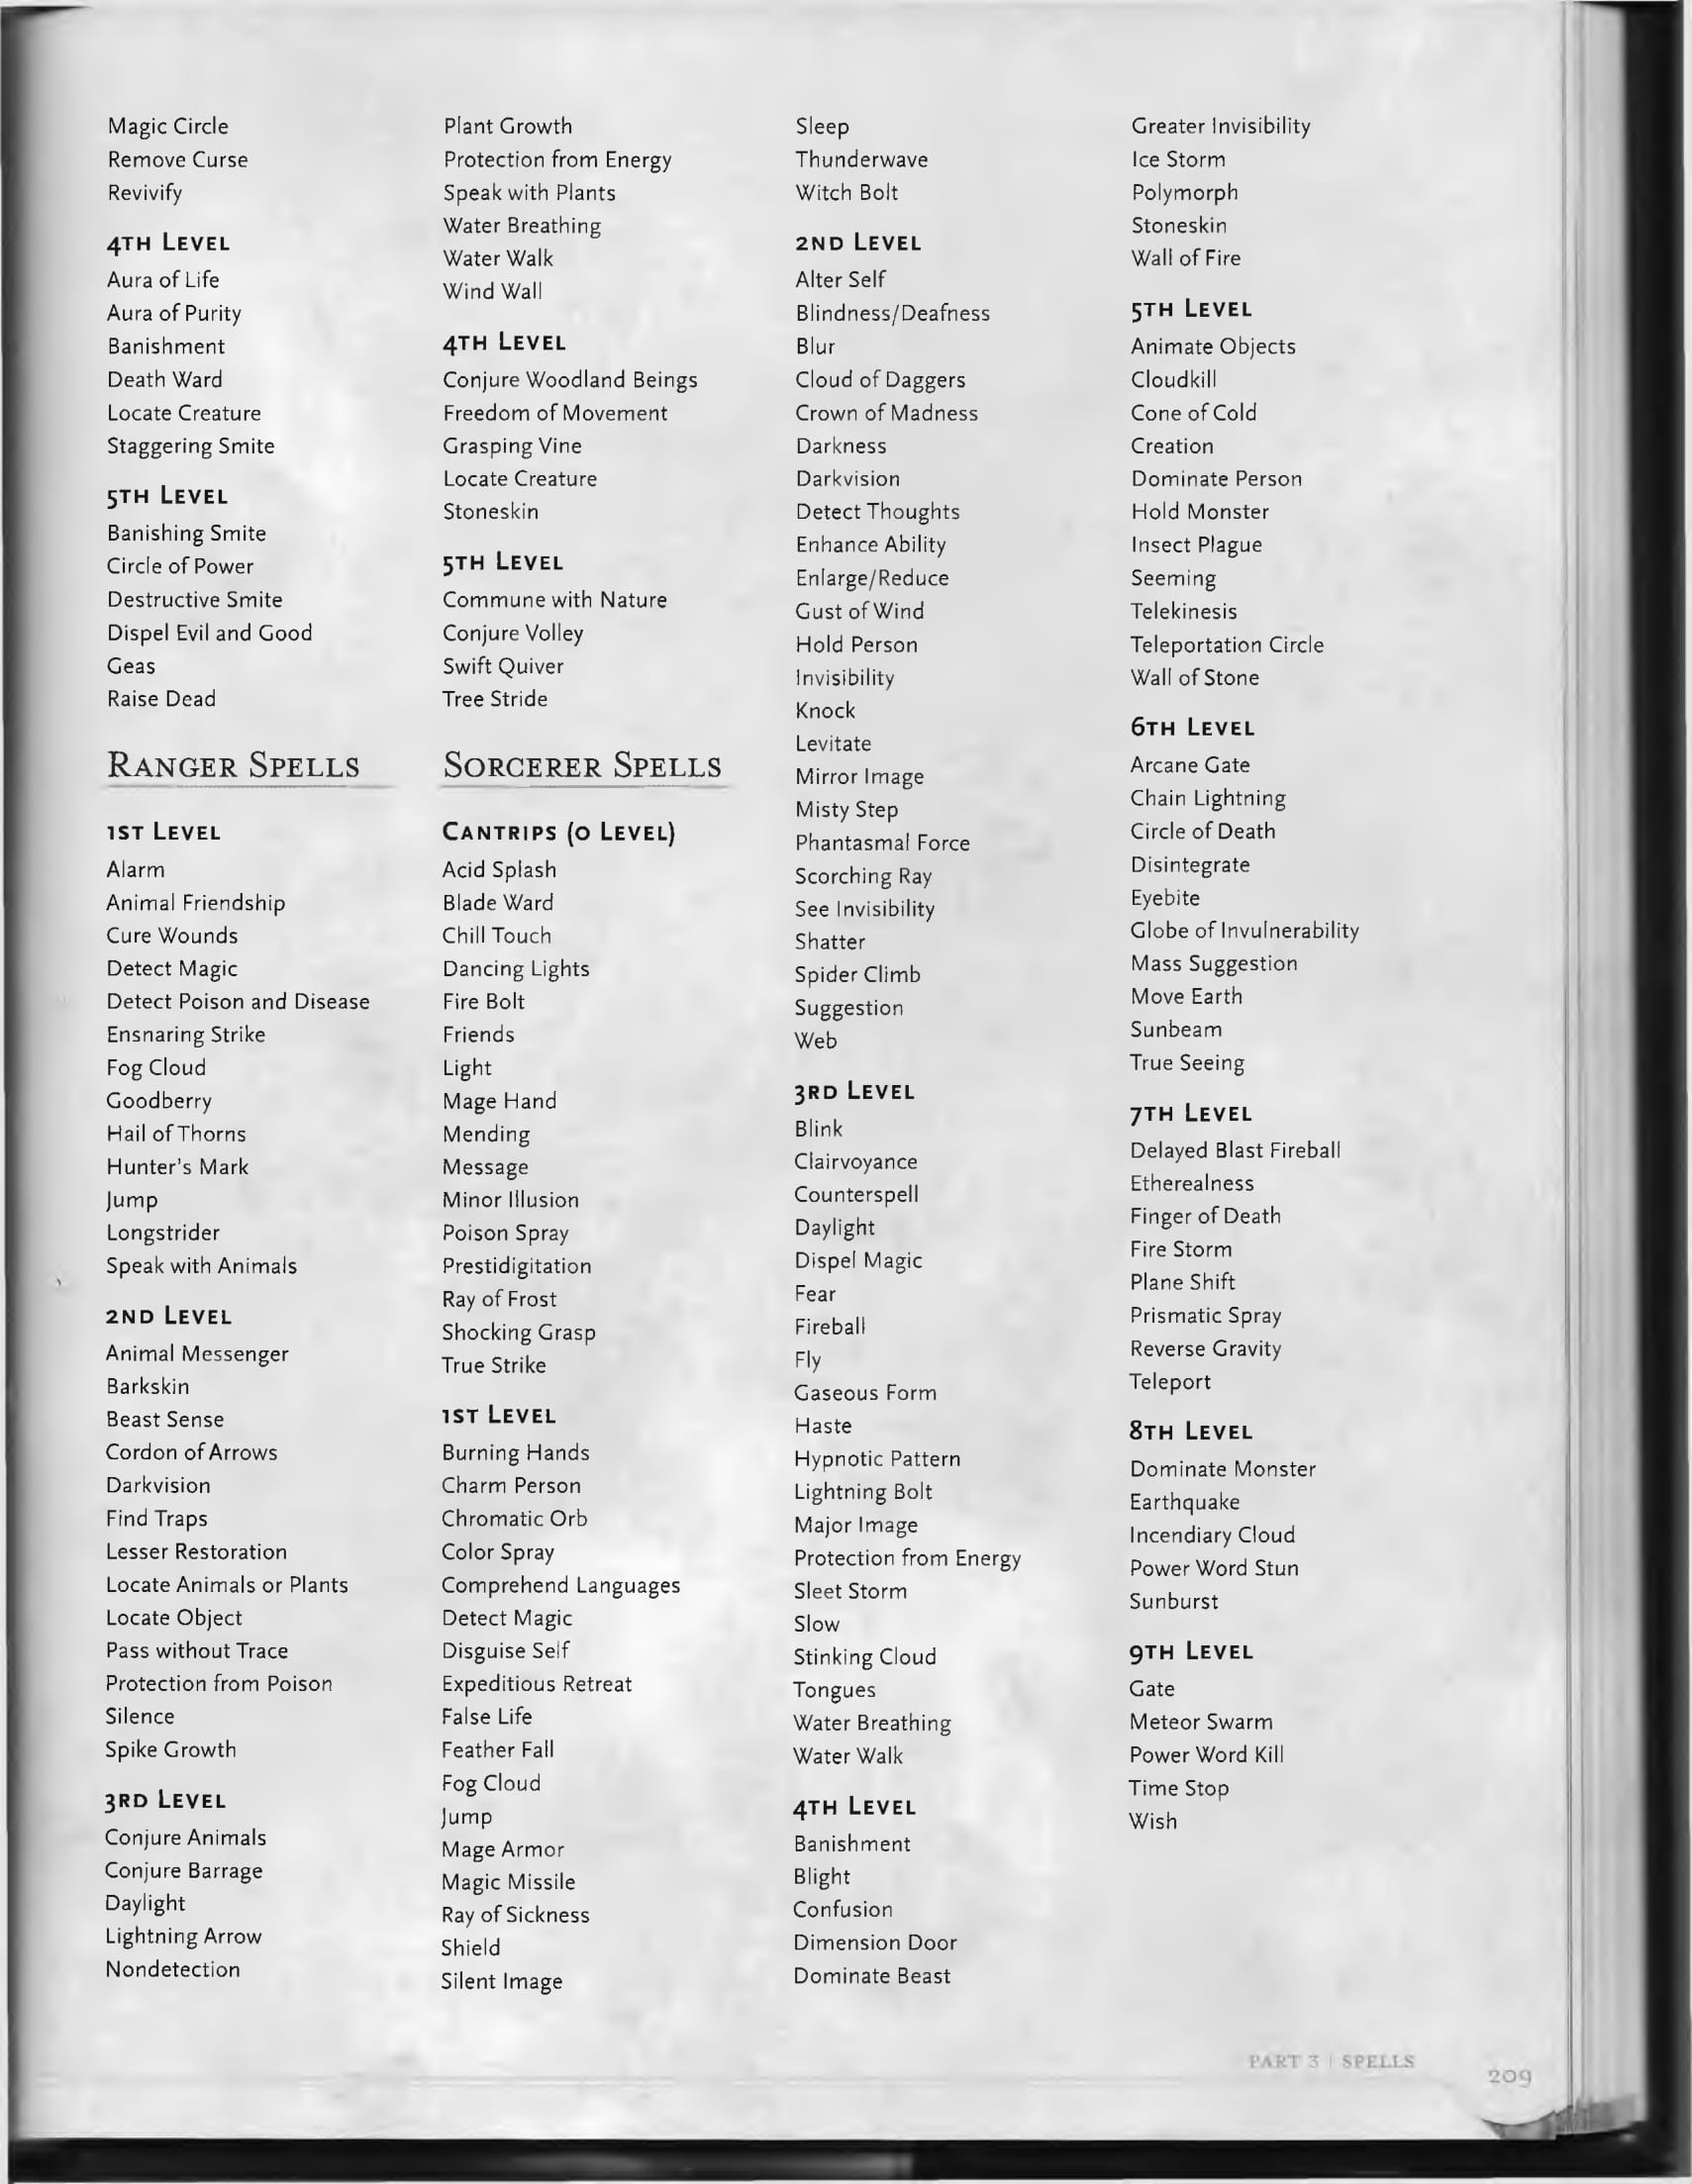 Magic Circle
Remove Curse
Revivify
4TH LEVEL
Aura of Life
Aura of Purity
Banishment
Death Ward
Locate Creature
Staggering Smite
5TH LEVEL
Banishing Smite
Circle of Power
Destructive Smite
Dispel Evil and Good
Geas
Raise Dead
RANGER SPELLS
1ST LEVEL
Alarm
Animal Friendship
Cure Wounds
Detect Magic
Detect Poison and Disease
Ensnaring Strike
Fog Cloud
Goodberry
Hail of Thorns
Hunter's Mark
Jump
Longstrider
Speak with Animals
2ND LEVEL
Animal Messenger
Barkskin
Beast Sense
Cordon of Arrows
Darkvision
Find Traps
Lesser Restoration
Locate Animals or Plants
Locate Object
Pass without Trace
Protection from Poison
Silence
Spike Growth
3RD LEVEL
Conjure Animals
Conjure Barrage
Daylight
Lightning Arrow
Nondetection
Plant Growth
Protection from Energy
Speak with Plants
Water Breathing
Water Walk
Wind Wall
4TH LEVEL
Conjure Woodland Beings
Freedom of Movement
Grasping Vine
Locate Creature
Stoneskin
5TH LEVEL
Commune with Nature
Conjure Volley
Swift Quiver
Tree Stride
SORCERER SPELLS
CANTRIPS (0 LEVEL)
Acid Splash
Blade Ward
Chill Touch
Dancing Lights
Fire Bolt
Friends
Light
Mage Hand
Mending
Message
Minor Illusion
Poison Spray
Prestidigitation
Ray of Frost
Shocking Grasp
True Strike
1ST LEVEL
Burning Hands
Charm Person
Chromatic Orb
Color Spray
Comprehend Languages
Detect Magic
Disguise Self
Expeditious Retreat
False Life
Feather Fall
Fog Cloud
Jump
Mage Armor
Magic Missile
Ray of Sickness
Shield
Silent Image
Sleep
Thunderwave
Witch Bolt
2ND LEVEL
Alter Self
Blindness/Deafness
Blur
Cloud of Daggers
Crown of Madness
Darkness
Darkvision
Detect Thoughts
Enhance Ability
Enlarge/Reduce
Gust of Wind
Hold Person
Invisibility
Knock
Levitate
Mirror Image
Misty Step
Phantasmal Force
Scorching Ray
See Invisibility
Shatter
Spider Climb
Suggestion
Web
3RD LEVEL
Blink
Clairvoyance
Counterspell
Daylight
Dispel Magic
Fear
Fireball
Fly
Gaseous Form
Haste
Hypnotic Pattern
Lightning Bolt
Major Image
Protection from Energy
Sleet Storm
Slow
Stinking Cloud
Tongues
Water Breathing
Water Walk
4TH LEVEL
Banishment
Blight
Confusion
Dimension Door
Dominate Beast
Greater Invisibility
Ice Storm
Polymorph
Stoneskin
Wall of Fire
5TH LEVEL
Animate Objects
Cloudkill
Cone of Cold
Creation
Dominate Person
Hold Monster
Insect Plague
Seeming
Telekinesis
Teleportation Circle
Wall of Stone
6TH LEVEL
Arcane Gate
Chain Lightning
Circle of Death
Disintegrate
Eyebite
Globe of Invulnerability
Mass Suggestion
Move Earth
Sunbeam
True Seeing
7TH LEVEL
Delayed Blast Fireball
Etherealness
Finger of Death
Fire Storm
Plane Shift
Prismatic Spray
Reverse Gravity
Teleport
8TH LEVEL
Dominate Monster
Earthquake
Incendiary Cloud
Power Word Stun
Sunburst
9TH LEVEL
Gate
Meteor Swarm
Power Word Kill
Time Stop
Wish
PART 3 | SPELLS
209